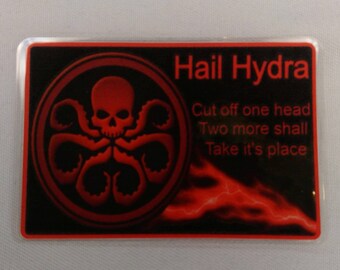 Hail Hydra
Cut off one head
Two more shall
Take it's place